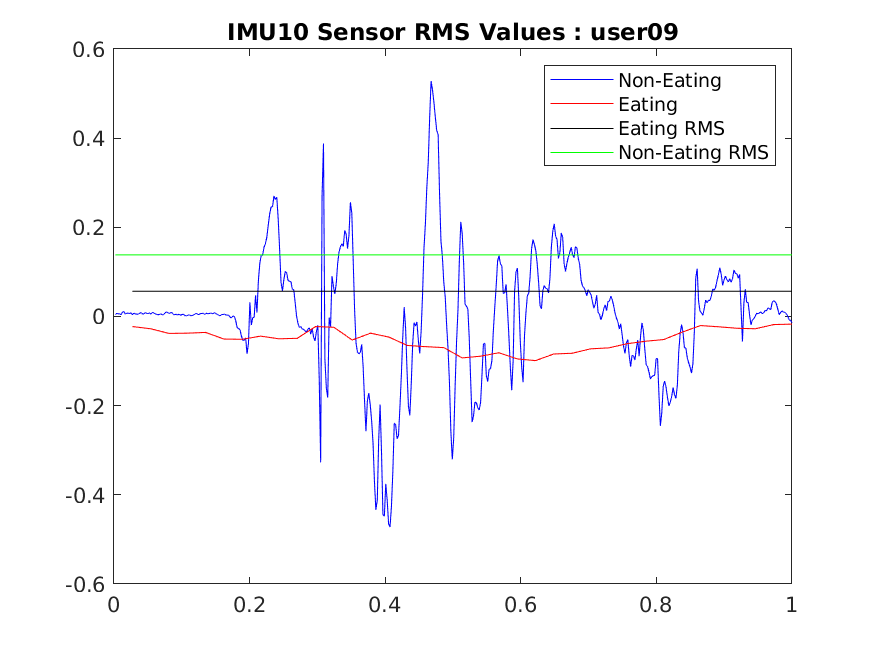 IMU10 Sensor RMS Values : user09
0.6
0.4
0.2
0
-0.2
-0.4
-0.6
Non-Eating
Eating
Eating RMS
Non-Eating RMS
0 0.2 0.4 0.6 0.8 1